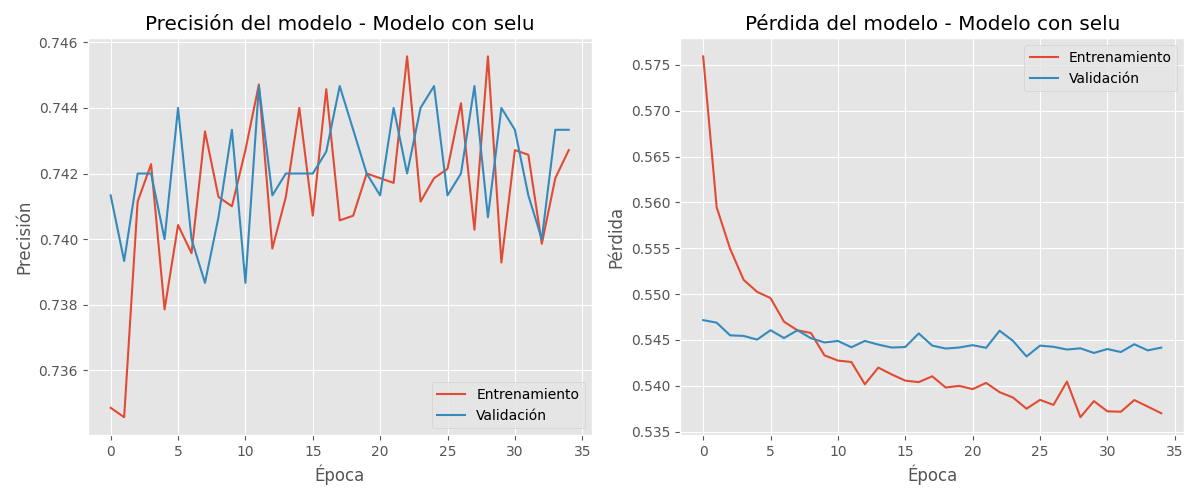 Precisión del modelo - Modelo con selu
0.746
0.744
0.742
0.740
0.738
0.736
Precisión
0 5 10 15 20 25 30 35
Época
Entrenamiento
Validación
Pérdida del modelo - Modelo con selu
0.575
0.570
0.565
0.560
0.555
0.550
0.545
0.540
0.535
Pérdida
0 5 10 15 20 25 30 35
Época
Entrenamiento
Validación